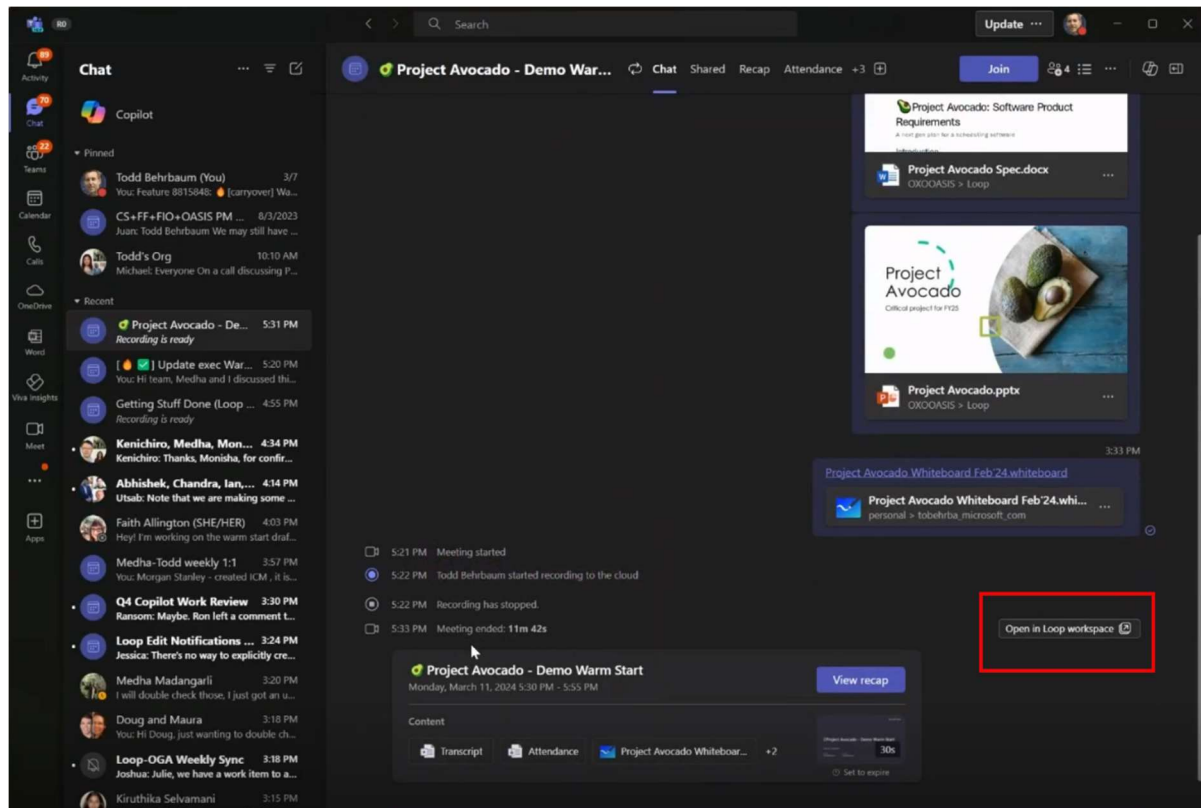 R0
Search
Update ...
89
Activity
70
Chat
22
Teams
Calendar
Calls
OneDrive
Word
Viva Insights
Meet
Apps
Chat
Copilot
Pinned
Todd Behrbaum (You) 3/7
You: Feature 8815848: 🔥 [carryover] Wa...
CS+FF+FIO+OASIS PM ... 8/3/2023
Juan: Todd Behrbaum We may still have ...
Todd's Org 10:10 AM
Michael: Everyone On a call discussing P...
Recent
🥑 Project Avocado - De... 5:31 PM
Recording is ready
[🔥 ✅] Update exec War... 5:20 PM
You: Hi team, Medha and I discussed thi...
Getting Stuff Done (Loop ... 4:55 PM
Recording is ready
Kenichiro, Medha, Mon... 4:34 PM
Kenichiro: Thanks, Monisha, for confir...
Abhishek, Chandra, Ian,... 4:14 PM
Utsab: Note that we are making some ...
Faith Allington (SHE/HER) 4:03 PM
Hey! I'm working on the warm start draf...
Medha-Todd weekly 1:1 3:57 PM
You: Morgan Stanley - created ICM , it is...
Q4 Copilot Work Review 3:30 PM
Ransom: Maybe. Ron left a comment t...
Loop Edit Notifications ... 3:24 PM
Jessica: There's no way to explicitly cre...
Medha Madangarli 3:20 PM
I will double check those, I just got an u...
Doug and Maura 3:18 PM
You: Hi Doug, just wanting to double ch...
Loop-OGA Weekly Sync 3:18 PM
Joshua: Julie, we have a work item to a...
Kiruthika Selvamani 3:15 PM
🥑 Project Avocado - Demo War... Chat Shared Recap Attendance +3
Join 4
🥑Project Avocado: Software Product
Requirements
A next gen plan for a scheduling software
Introduction
Project Avocado Spec.docx
OXOOASIS > Loop
Project
Avocado
Critical project for FY25
Project Avocado.pptx
OXOOASIS > Loop
3:33 PM
Project Avocado Whiteboard Feb'24.whiteboard
Project Avocado Whiteboard Feb'24.whi...
personal > tobehrba_microsoft_com
5:21 PM Meeting started
5:22 PM Todd Behrbaum started recording to the cloud
5:22 PM Recording has stopped.
5:33 PM Meeting ended: 11m 42s
Open in Loop workspace
🥑 Project Avocado - Demo Warm Start
Monday, March 11, 2024 5:30 PM - 5:55 PM
View recap
Content
Transcript Attendance Project Avocado Whiteboar... +2
30s
Set to expire